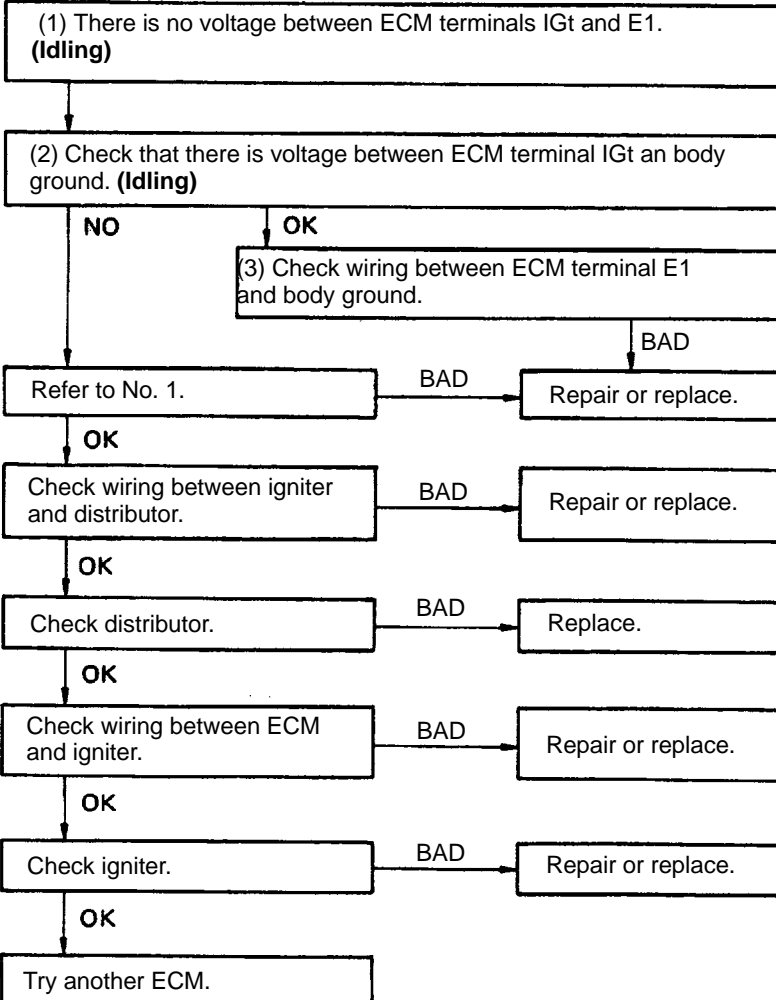 (1) There is no voltage between ECM terminals IGt and E1.
(Idling)
(2) Check that there is voltage between ECM terminal IGt an body
ground. (Idling)
NO
OK
(3) Check wiring between ECM terminal E1
and body ground.
BAD
Refer to No. 1.
BAD
Repair or replace.
OK
Check wiring between igniter
and distributor.
BAD
Repair or replace.
OK
Check distributor.
BAD
Replace.
OK
Check wiring between ECM
and igniter.
BAD
Repair or replace.
OK
Check igniter.
BAD
Repair or replace.
OK
Try another ECM.